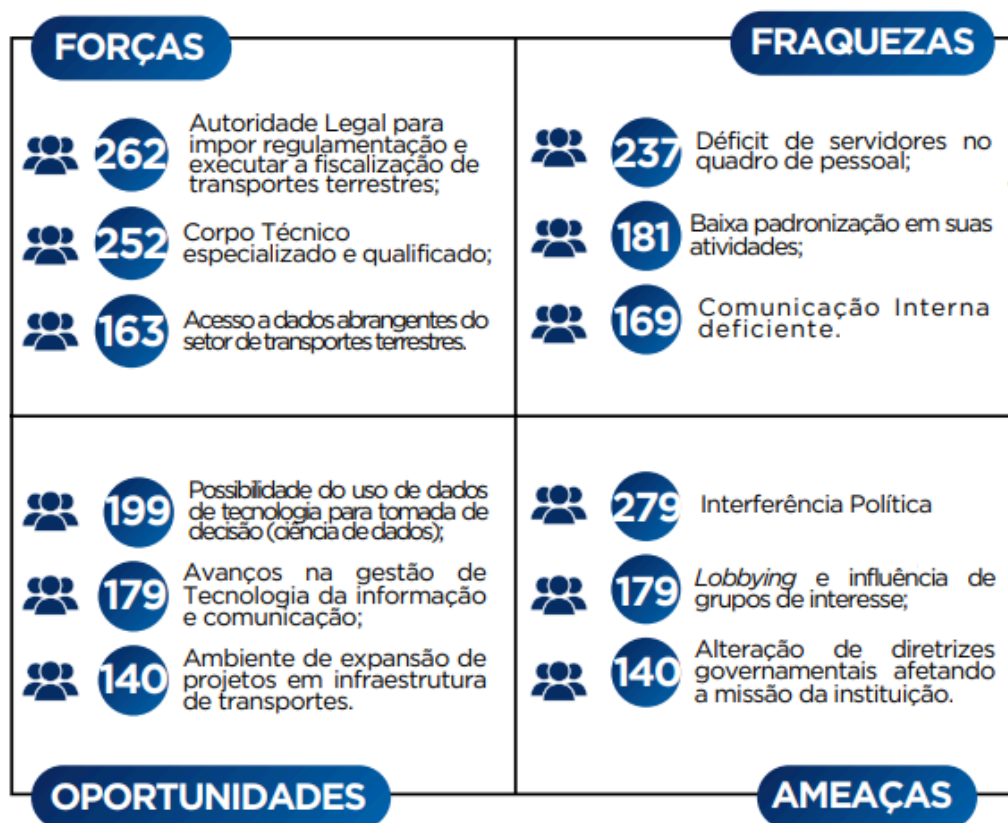 FORÇAS
262
Autoridade Legal para
impor regulamentação e
executar a fiscalização de
transportes terrestres;
252
Corpo Técnico
especializado e qualificado;
163
Acesso a dados abrangentes do
setor de transportes terrestres.
FRAQUEZAS
237
Déficit de servidores no
quadro de pessoal;
181
Baixa padronização em suas
atividades;
169
Comunicação Interna
deficiente.
199
Possibilidade do uso de dados
de tecnologia para tomada de
decisão (ciência de dados);
179
Avanços na gestão de
Tecnologia da informação
e comunicação;
140
Ambiente de expansão de
projetos em infraestrutura
de transportes.
OPORTUNIDADES
279
Interferência Política
179
Lobbying e influência de
grupos de interesse;
140
Alteração de diretrizes
governamentais afetando
a missão da instituição.
AMEAÇAS